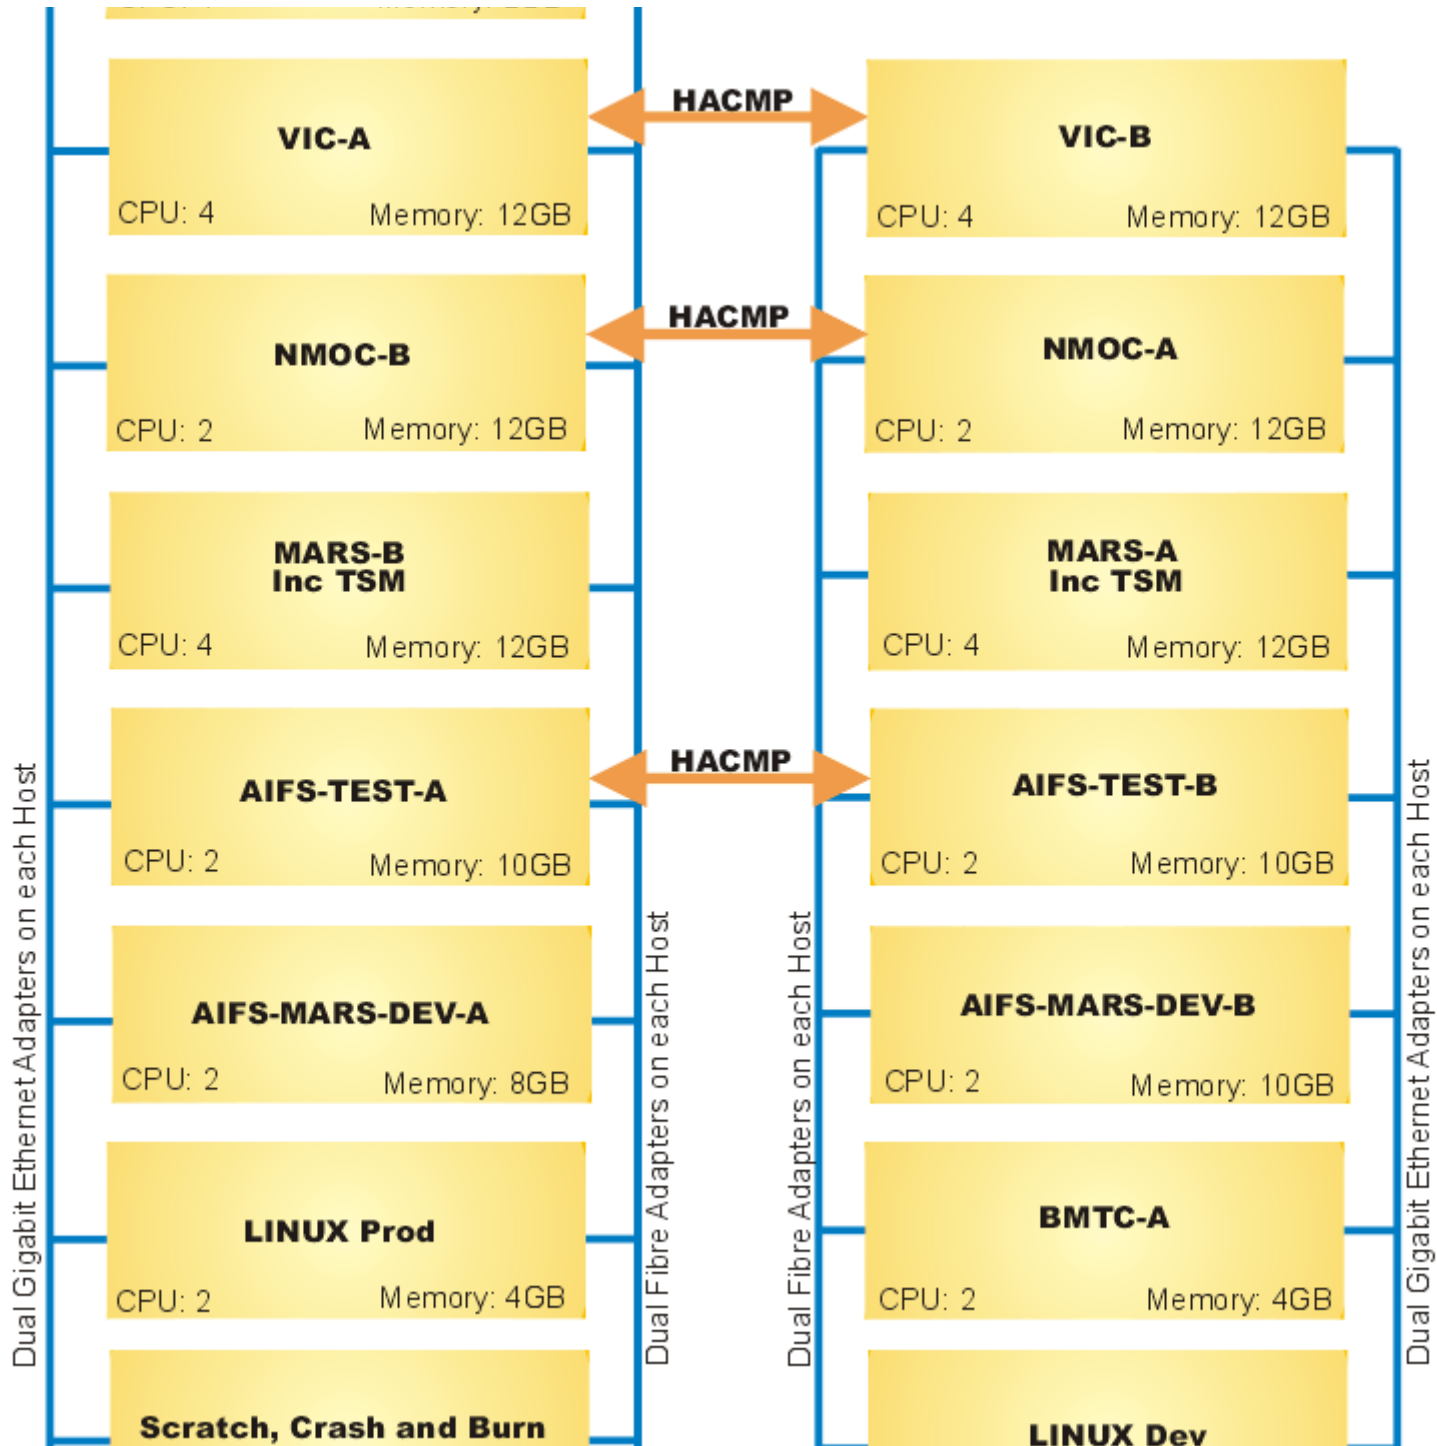 HACMP
VIC-A
CPU: 4 Memory: 12GB
VIC-B
CPU: 4 Memory: 12GB
HACMP
NMOC-B
CPU: 2 Memory: 12GB
NMOC-A
CPU: 2 Memory: 12GB
MARS-B
Inc TSM
CPU: 4 Memory: 12GB
MARS-A
Inc TSM
CPU: 4 Memory: 12GB
HACMP
AIFS-TEST-A
CPU: 2 Memory: 10GB
AIFS-TEST-B
CPU: 2 Memory: 10GB
AIFS-MARS-DEV-A
CPU: 2 Memory: 8GB
AIFS-MARS-DEV-B
CPU: 2 Memory: 10GB
LINUX Prod
CPU: 2 Memory: 4GB
BMTC-A
CPU: 2 Memory: 4GB
Scratch, Crash and Burn
LINUX Dev
Dual Gigabit Ethernet Adapters on each Host
Dual Fibre Adapters on each Host
Dual Fibre Adapters on each Host
Dual Gigabit Ethernet Adapters on each Host